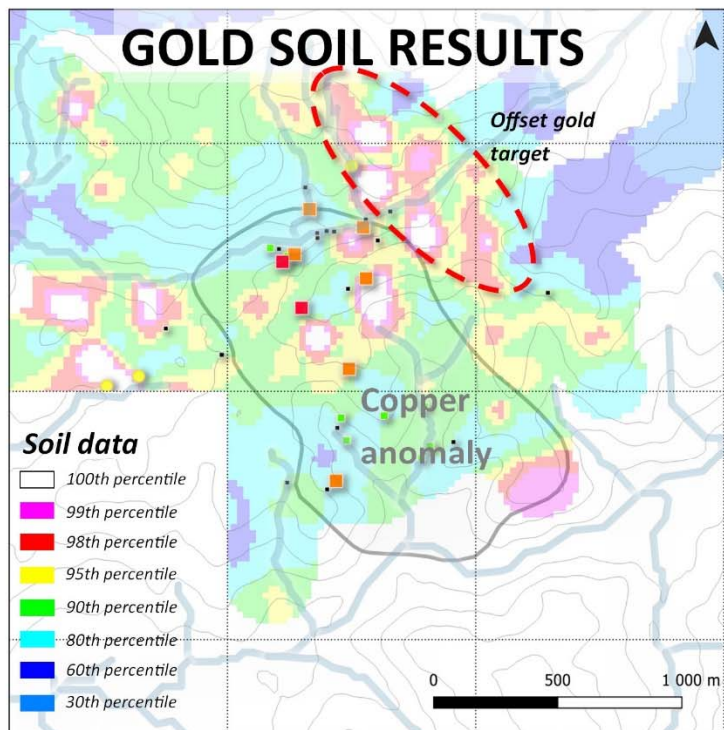 GOLD SOIL RESULTS
Offset gold
target
Copper
anomaly
Soil data
100th percentile
99th percentile
98th percentile
95th percentile
90th percentile
80th percentile
60th percentile
30th percentile
0 500 1 000 m